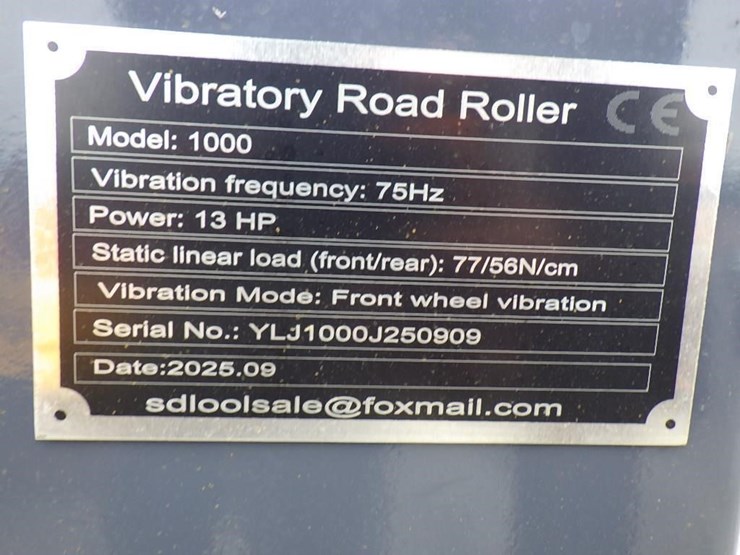 Vibratory Road Roller CE
Model: 1000
Vibration frequency: 75Hz
Power: 13 HP
Static linear load (front/rear): 77/56N/cm
Vibration Mode: Front wheel vibration
Serial No.: YLJ1000J250909
Date:2025.09
sdloolsale@foxmail.com